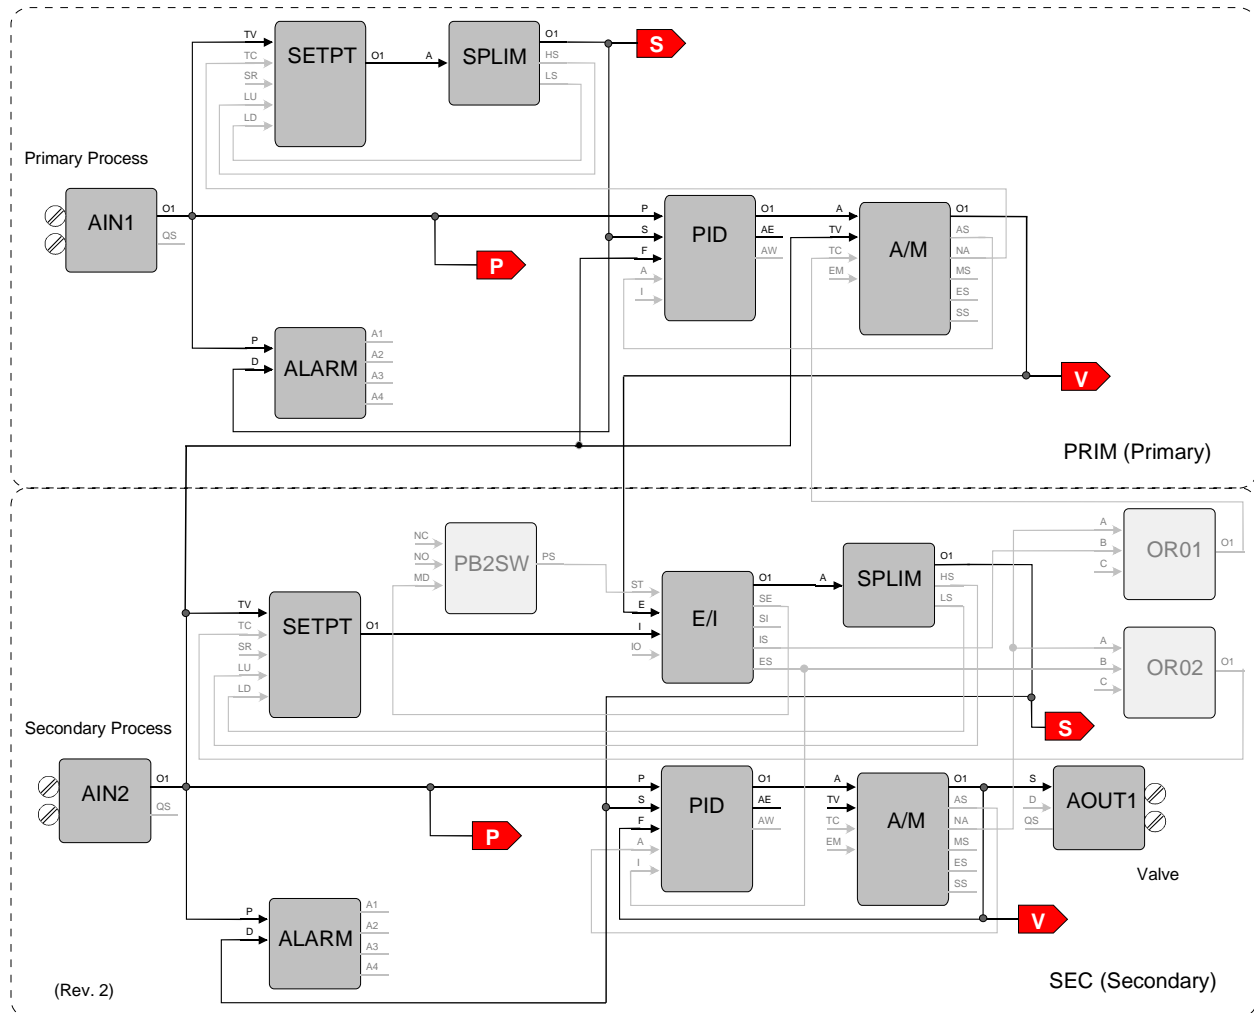 TV
TC
SR
LU
LD
SETPT
O1
A
SPLIM
O1
HS
LS
S
Primary Process
AIN1
O1
QS
P
P
S
F
A
I
PID
O1
AE
AW
A
TV
TC
EM
A/M
O1
AS
NA
MS
ES
SS
P
D
ALARM
A1
A2
A3
A4
V
PRIM (Primary)
NC
NO
MD
PB2SW
PS
ST
E
I
IO
E/I
O1
SE
SI
IS
ES
A
SPLIM
O1
HS
LS
A
B
C
OR01
O1
A
B
C
OR02
O1
TV
TC
SR
LU
LD
SETPT
O1
S
Secondary Process
AIN2
O1
QS
P
P
S
F
A
I
PID
O1
AE
AW
A
TV
TC
EM
A/M
O1
AS
NA
MS
ES
SS
S
D
QS
AOUT1
Valve
P
D
ALARM
A1
A2
A3
A4
V
(Rev. 2)
SEC (Secondary)